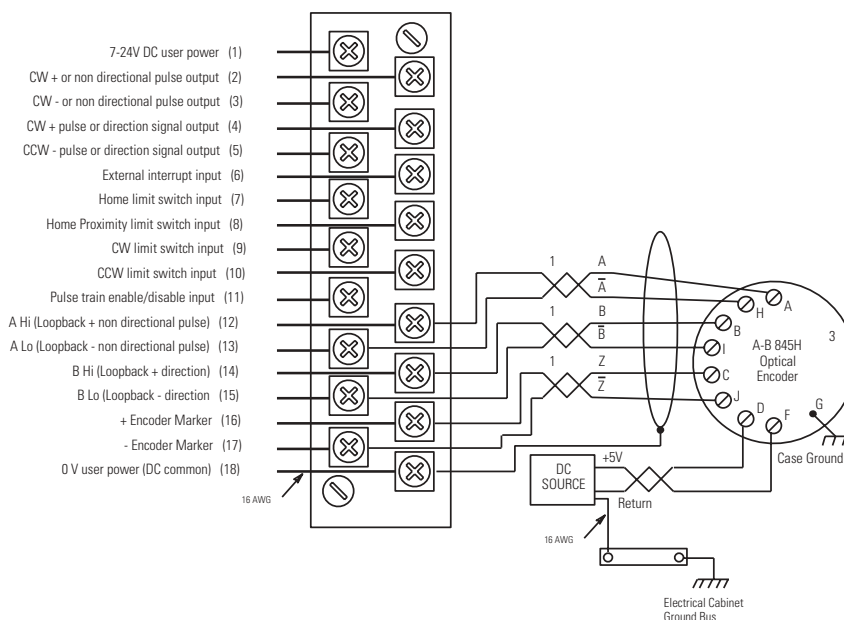 7-24V DC user power (1)
CW + or non directional pulse output (2)
CW - or non directional pulse output (3)
CW + pulse or direction signal output (4)
CCW - pulse or direction signal output (5)
External interrupt input (6)
Home limit switch input (7)
Home Proximity limit switch input (8)
CW limit switch input (9)
CCW limit switch input (10)
Pulse train enable/disable input (11)
A Hi (Loopback + non directional pulse) (12)
A Lo (Loopback - non directional pulse) (13)
B Hi (Loopback + direction) (14)
B Lo (Loopback - direction (15)
+ Encoder Marker (16)
- Encoder Marker (17)
0 V user power (DC common) (18)
16 AWG
1 A
A̅
1 B
B̅
1 Z
Z̅
A
H
B
I
C
J
D
F
G
3
A-B 845H
Optical
Encoder
Case Ground
DC
SOURCE
+5V
Return
16 AWG
Electrical Cabinet
Ground Bus